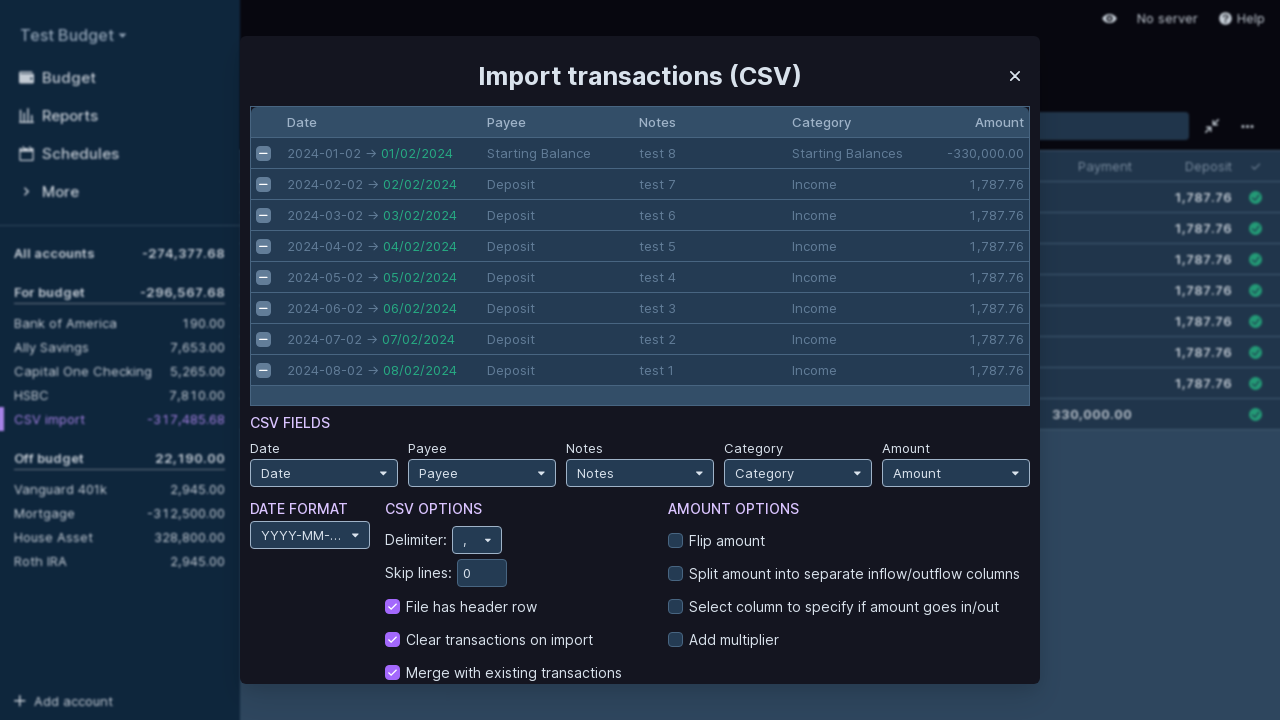 Test Budget
Budget
Reports
Schedules
More
All accounts -274,377.68
For budget -296,567.68
Bank of America 190.00
Ally Savings 7,653.00
Capital One Checking 5,265.00
HSBC 7,810.00
CSV import -317,485.68
Off budget 22,190.00
Vanguard 401k 2,945.00
Mortgage -312,500.00
House Asset 328,800.00
Roth IRA 2,945.00
Add account
No server Help
Payment Deposit
1,787.76
1,787.76
1,787.76
1,787.76
1,787.76
1,787.76
1,787.76
330,000.00
Import transactions (CSV)
Date Payee Notes Category Amount
2024-01-02 → 01/02/2024 Starting Balance test 8 Starting Balances -330,000.00
2024-02-02 → 02/02/2024 Deposit test 7 Income 1,787.76
2024-03-02 → 03/02/2024 Deposit test 6 Income 1,787.76
2024-04-02 → 04/02/2024 Deposit test 5 Income 1,787.76
2024-05-02 → 05/02/2024 Deposit test 4 Income 1,787.76
2024-06-02 → 06/02/2024 Deposit test 3 Income 1,787.76
2024-07-02 → 07/02/2024 Deposit test 2 Income 1,787.76
2024-08-02 → 08/02/2024 Deposit test 1 Income 1,787.76
CSV FIELDS
Date Payee Notes Category Amount
Date Payee Notes Category Amount
DATE FORMAT
YYYY-MM-...
CSV OPTIONS
Delimiter: ,
Skip lines: 0
File has header row
Clear transactions on import
Merge with existing transactions
AMOUNT OPTIONS
Flip amount
Split amount into separate inflow/outflow columns
Select column to specify if amount goes in/out
Add multiplier